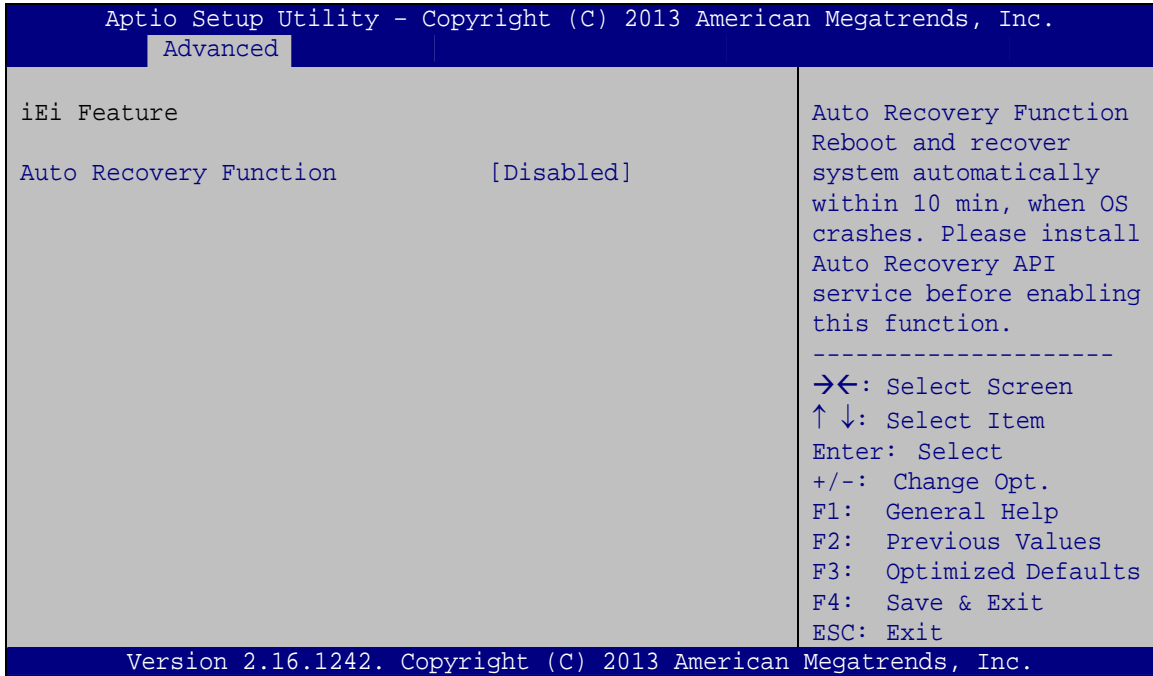 Aptio Setup Utility – Copyright (C) 2013 American Megatrends, Inc.
Advanced
iEi Feature
Auto Recovery Function [Disabled]
Auto Recovery Function
Reboot and recover
system automatically
within 10 min, when OS
crashes. Please install
Auto Recovery API
service before enabling
this function.
---------------------
→←: Select Screen
↑ ↓: Select Item
Enter: Select
+/-: Change Opt.
F1: General Help
F2: Previous Values
F3: Optimized Defaults
F4: Save & Exit
ESC: Exit
Version 2.16.1242. Copyright (C) 2013 American Megatrends, Inc.